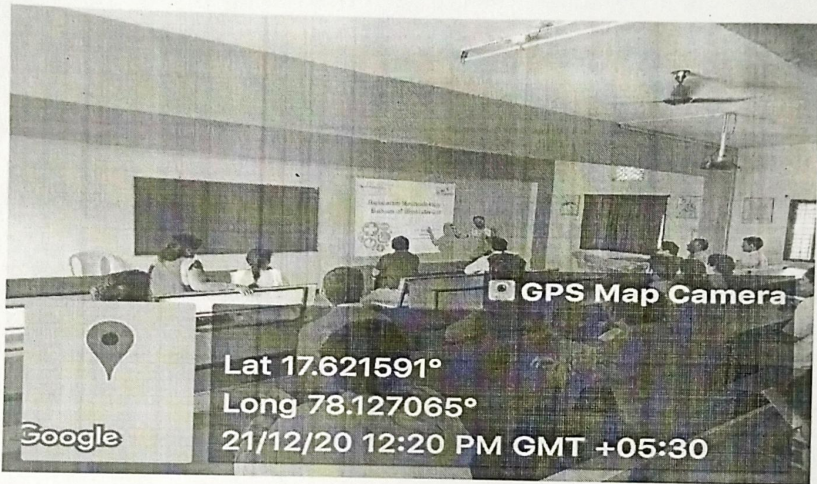 GPS Map Camera
Lat 17.621591°
Long 78.127065°
21/12/20 12:20 PM GMT +05:30
Google